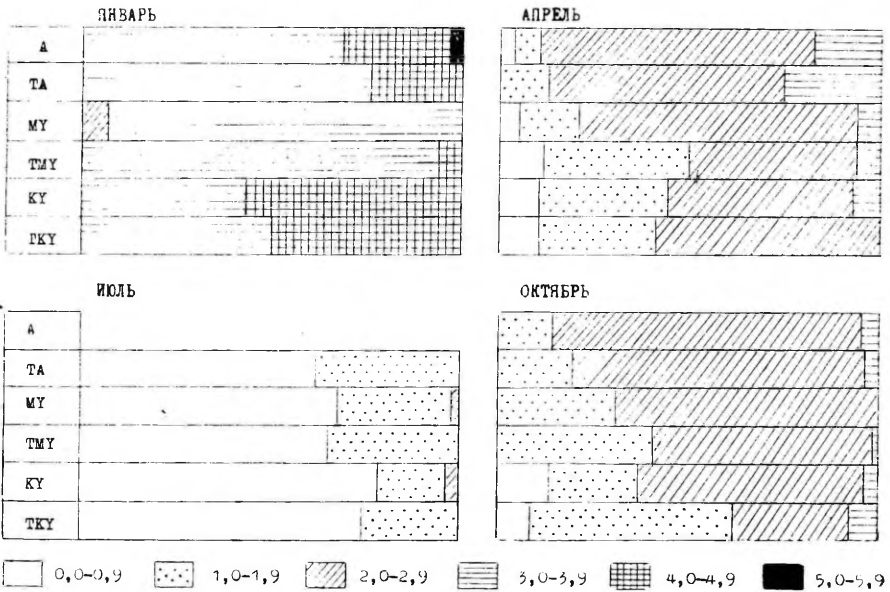 ЯНВАРЬ
АПРЕЛЬ
А
ТА
МУ
ТМУ
КУ
ТКУ
ИЮЛЬ
ОКТЯБРЬ
А
ТА
МУ
ТМУ
КУ
ТКУ
0,0-0,9 1,0-1,9 2,0-2,9 3,0-3,9 4,0-4,9 5,0-5,9